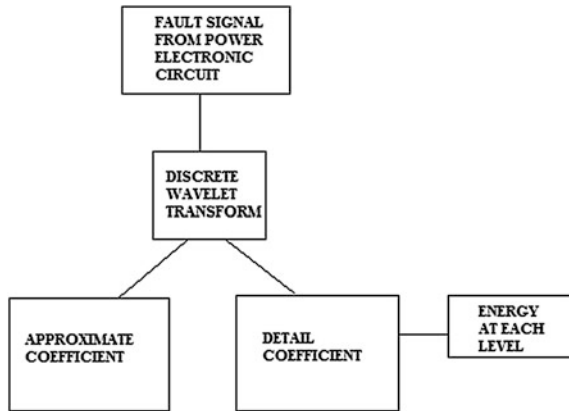 FAULT SIGNAL
FROM POWER
ELECTRONIC
CIRCUIT
DISCRETE
WAVELET
TRANSFORM
APPROXIMATE
COEFFICIENT
DETAIL
COEFFICIENT
ENERGY
AT EACH
LEVEL